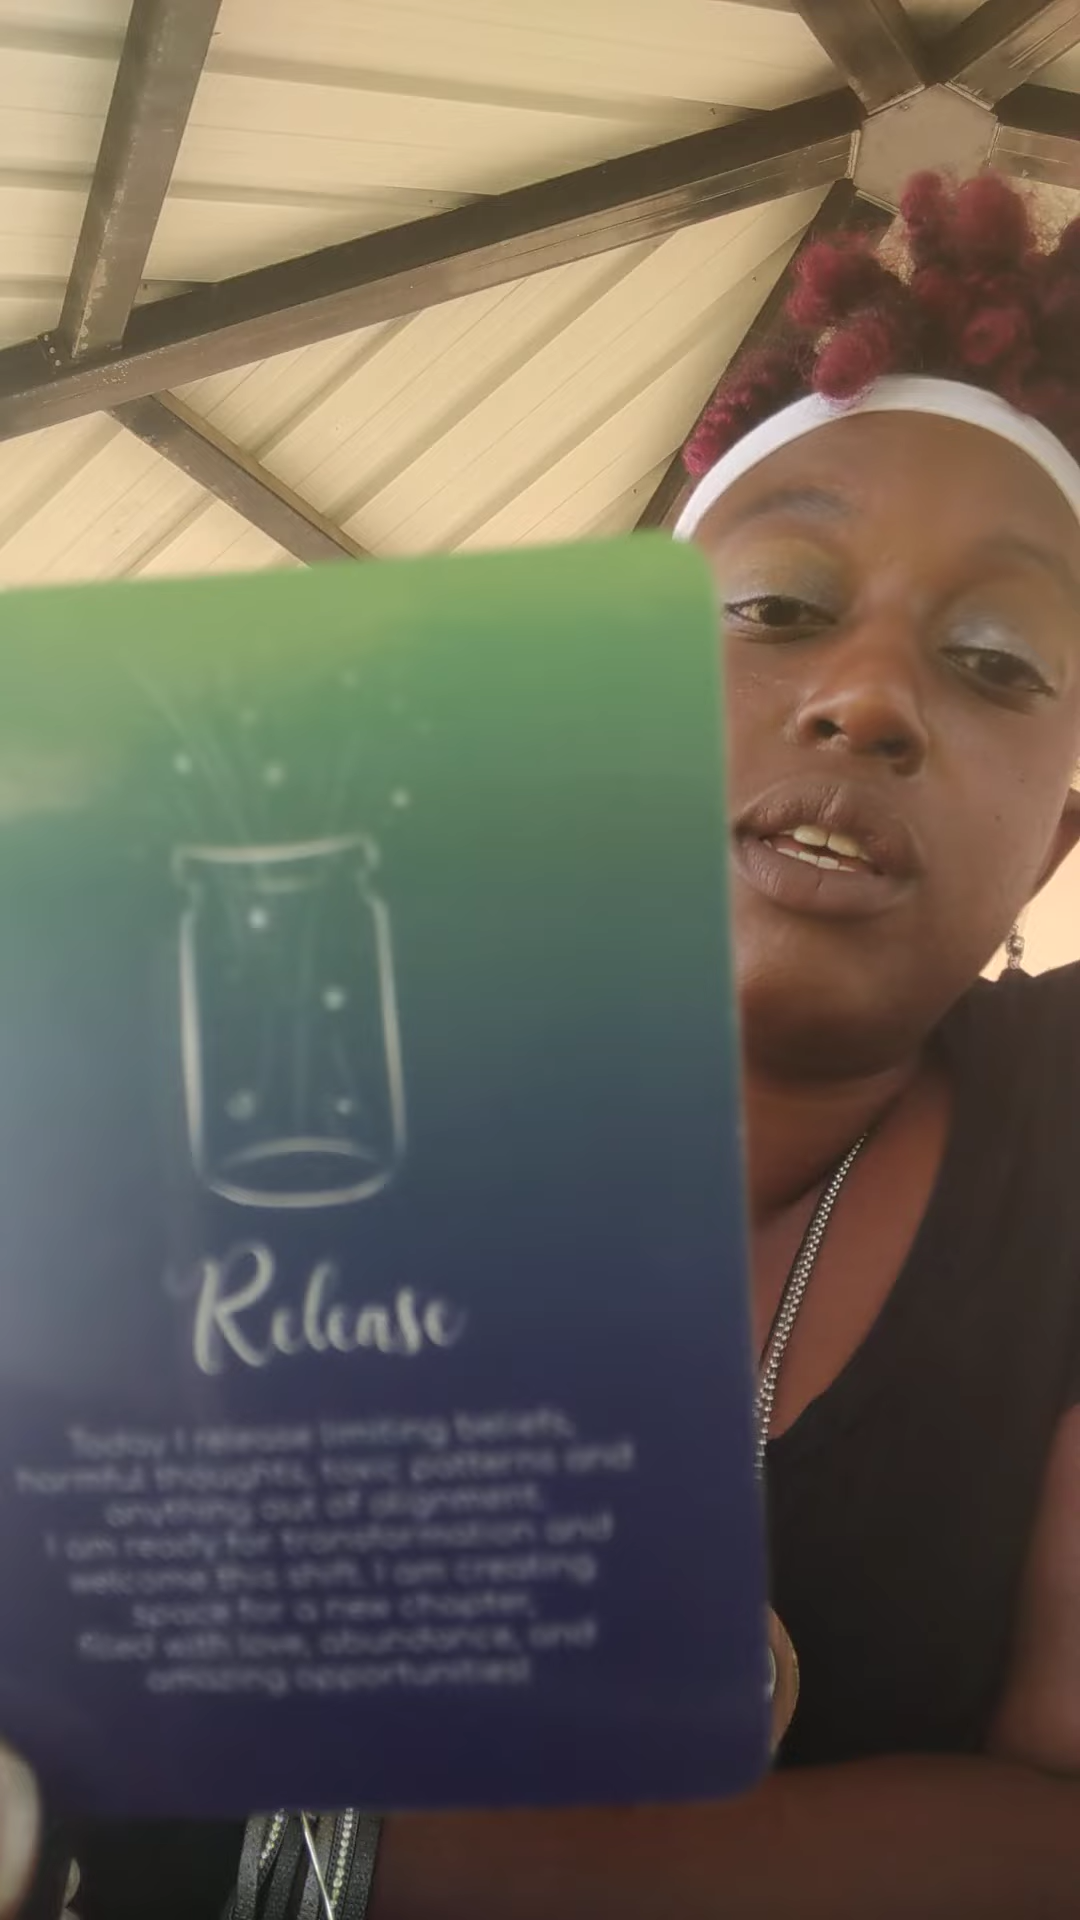 Release
Today I release limiting beliefs,
harmful thoughts, toxic patterns and
anything out of alignment.
I am ready for transformation and
welcome this shift. I am creating
space for a new chapter,
filled with love, abundance, and
amazing opportunities!